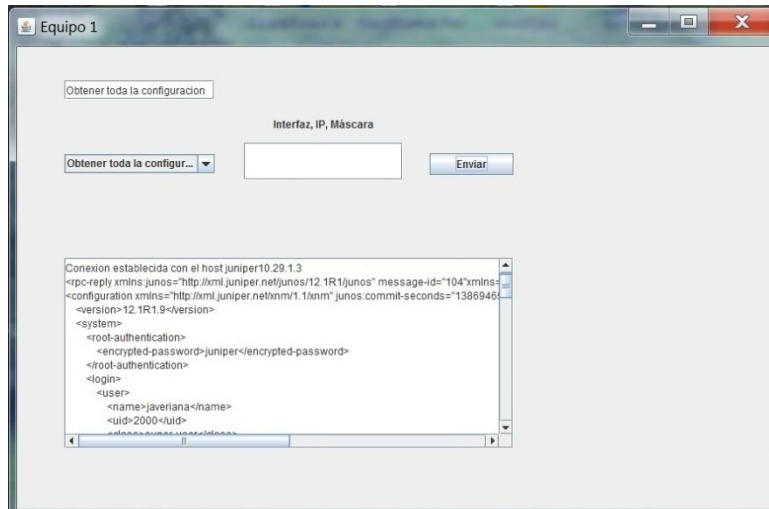 Equipo 1
Obtener toda la configuracion
Interfaz, IP, Máscara
Obtener toda la configur...
Enviar
Conexion establecida con el host juniper10.29.1.3
<rpc-reply xmlns:junos="http://xml.juniper.net/junos/12.1R1/junos" message-id="104"xmlns=
<configuration xmlns="http://xml.juniper.net/xnm/1.1/xnm" junos:commit-seconds="13869469
<version>12.1R1.9</version>
<system>
<root-authentication>
<encrypted-password>juniper</encrypted-password>
</root-authentication>
<login>
<user>
<name>javeriana</name>
<uid>2000</uid>
<class>super-user</class>